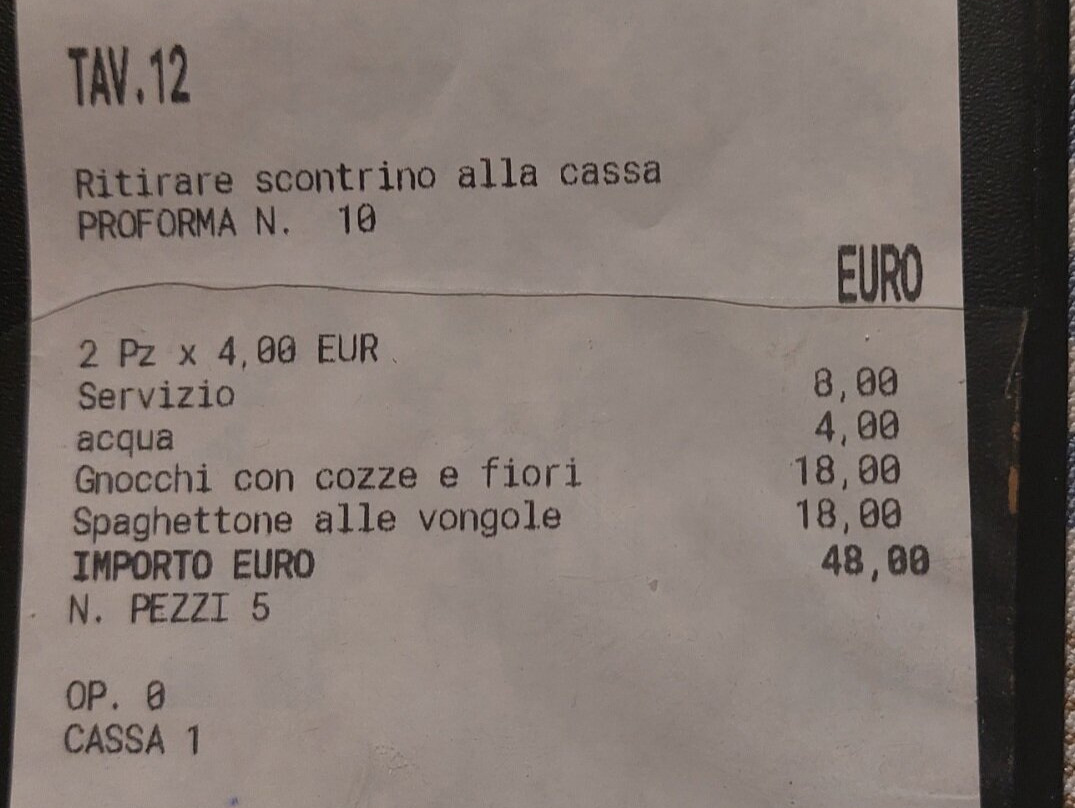 TAV.12
Ritirare scontrino alla cassa
PROFORMA N. 10
EURO
2 Pz x 4,00 EUR
Servizio 8,00
acqua 4,00
Gnocchi con cozze e fiori 18,00
Spaghettone alle vongole 18,00
IMPORTO EURO 48,00
N. PEZZI 5
OP. 0
CASSA 1